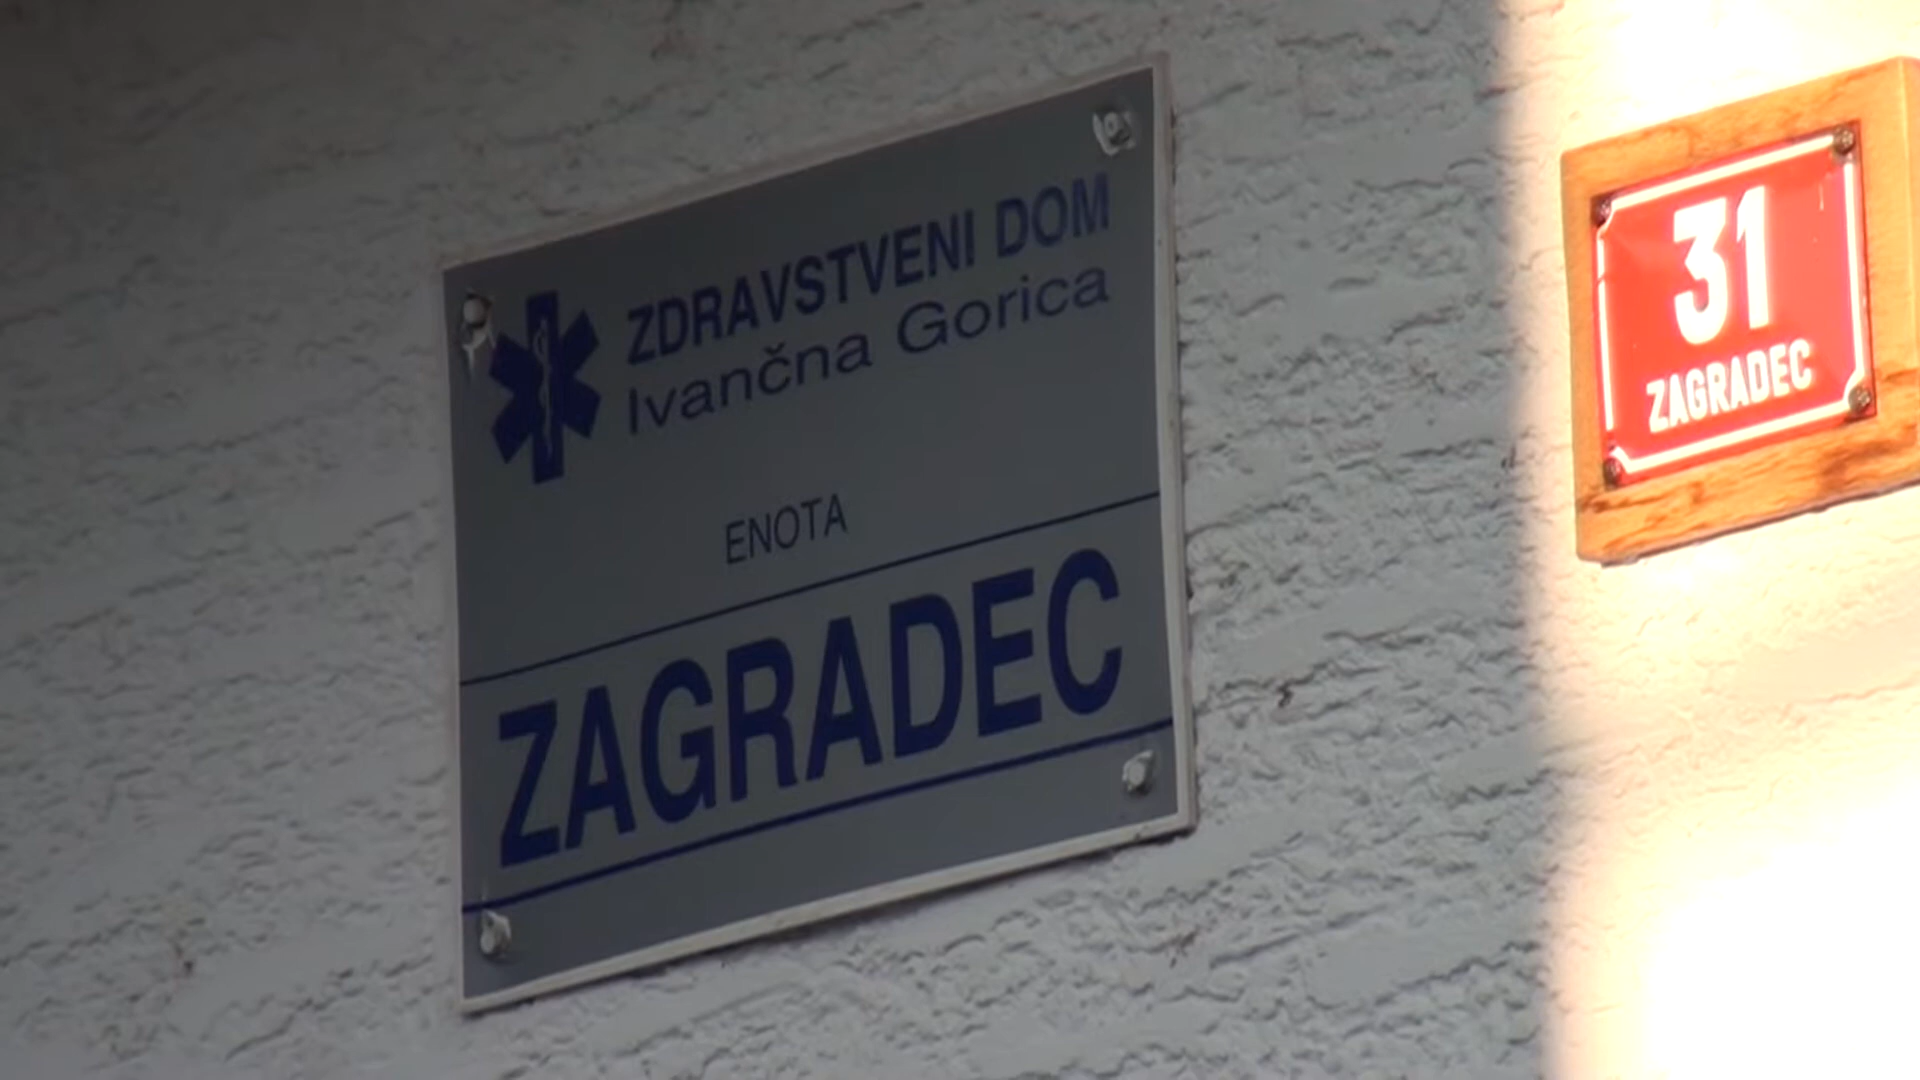 ZDRAVSTVENI DOM
Ivančna Gorica
ENOTA
ZAGRADEC
31
ZAGRADEC